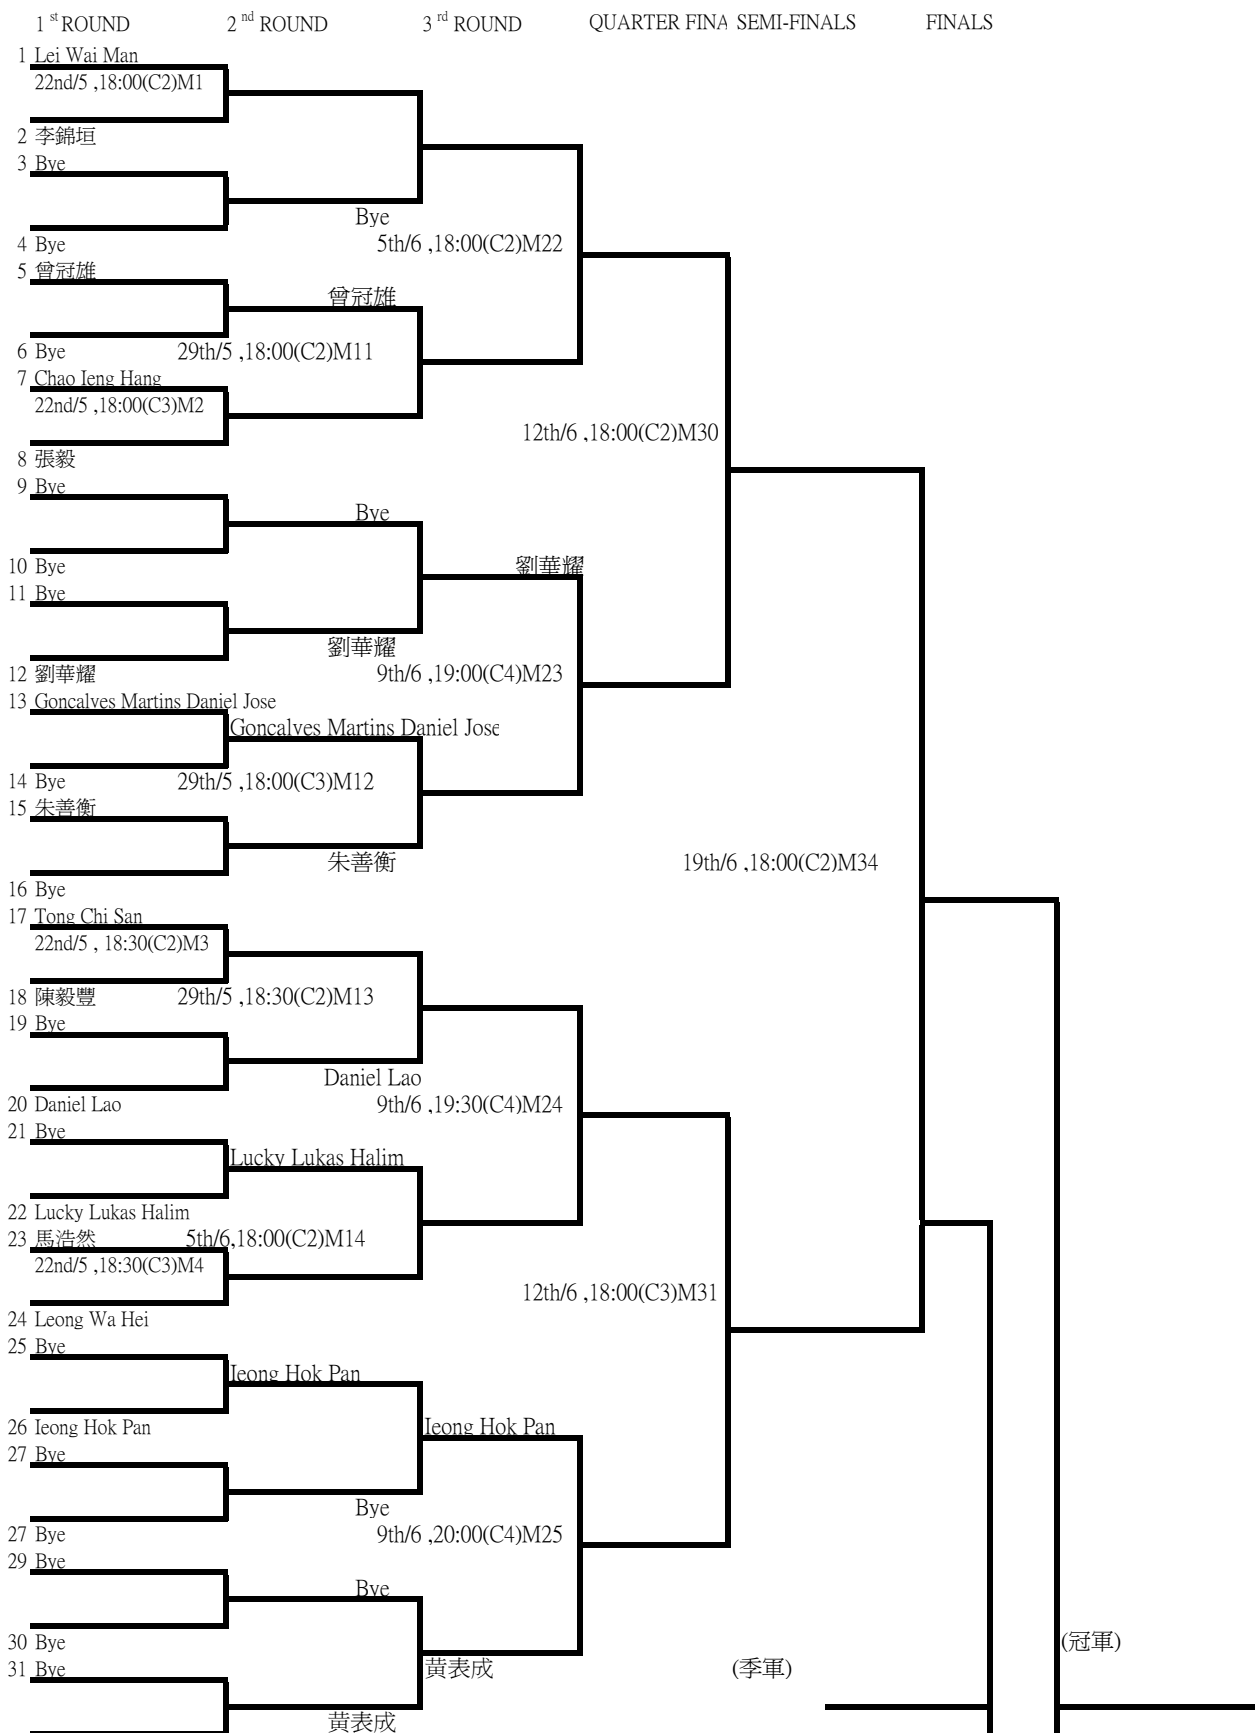 1 st ROUND 2 nd ROUND 3 rd ROUND QUARTER FINA SEMI-FINALS FINALS
1 Lei Wai Man
22nd/5 ,18:00(C2)M1
2 李錦垣
3 Bye
Bye
4 Bye 5th/6 ,18:00(C2)M22
5 曾冠雄
曾冠雄
6 Bye 29th/5 ,18:00(C2)M11
7 Chao Ieng Hang
22nd/5 ,18:00(C3)M2
12th/6 ,18:00(C2)M30
8 張毅
9 Bye
Bye
10 Bye 劉華耀
11 Bye
劉華耀
12 劉華耀 9th/6 ,19:00(C4)M23
13 Goncalves Martins Daniel Jose
Goncalves Martins Daniel Jose
14 Bye 29th/5 ,18:00(C3)M12
15 朱善衡
朱善衡 19th/6 ,18:00(C2)M34
16 Bye
17 Tong Chi San
22nd/5 , 18:30(C2)M3
18 陳毅豐 29th/5 ,18:30(C2)M13
19 Bye
Daniel Lao
20 Daniel Lao 9th/6 ,19:30(C4)M24
21 Bye
Lucky Lukas Halim
22 Lucky Lukas Halim
23 馬浩然 5th/6,18:00(C2)M14
22nd/5 ,18:30(C3)M4
12th/6 ,18:00(C3)M31
24 Leong Wa Hei
25 Bye
Ieong Hok Pan
26 Ieong Hok Pan Ieong Hok Pan
27 Bye
Bye
27 Bye 9th/6 ,20:00(C4)M25
29 Bye
Bye
30 Bye (冠軍)
31 Bye 黃表成 (季軍)
黃表成